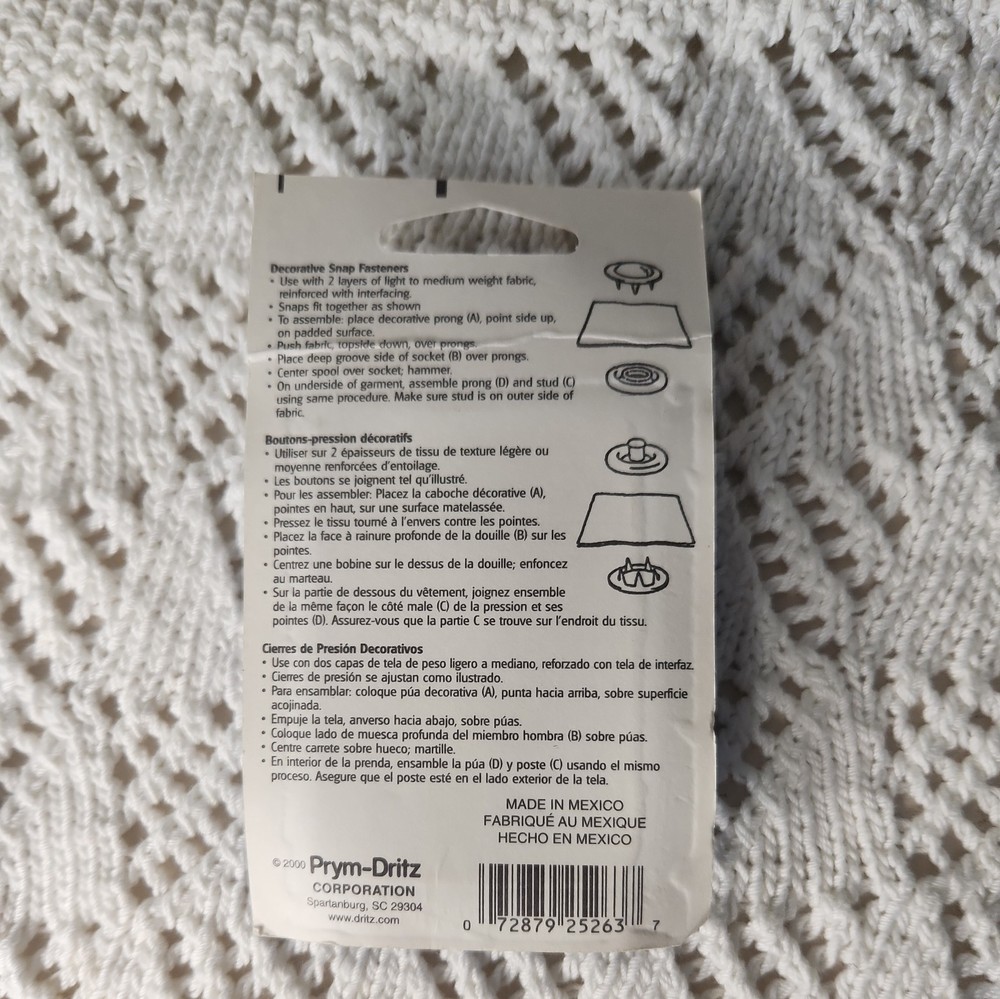 Decorative Snap Fasteners
• Use with 2 layers of light to medium weight fabric,
reinforced with interfacing.
• Snaps fit together as shown
• To assemble: place decorative prong (A), point side up,
on padded surface.
• Push fabric, topside down, over prongs.
• Place deep groove side of socket (B) over prongs.
• Center spool over socket; hammer.
• On underside of garment, assemble prong (D) and stud (C)
using same procedure. Make sure stud is on outer side of
fabric.
Boutons-pression décoratifs
• Utiliser sur 2 épaisseurs de tissu de texture légère ou
moyenne renforcées d'entoilage.
• Les boutons se joignent tel qu'illustré.
• Pour les assembler: Placez la caboche décorative (A),
pointes en haut, sur une surface matelassée.
• Pressez le tissu tourné à l'envers contre les pointes.
• Placez la face à rainure profonde de la douille (B) sur les
pointes.
• Centrez une bobine sur le dessus de la douille; enfoncez
au marteau.
• Sur la partie de dessous du vêtement, joignez ensemble
de la même façon le côté male (C) de la pression et ses
pointes (D). Assurez-vous que la partie C se trouve sur l'endroit du tissu.
Cierres de Presión Decorativos
• Use con dos capas de tela de peso ligero a mediano, reforzado con tela de interfaz.
• Cierres de presión se ajustan como ilustrado.
• Para ensamblar: coloque púa decorativa (A), punta hacia arriba, sobre superficie
acojinada.
• Empuje la tela, anverso hacia abajo, sobre púas.
• Coloque lado de muesca profunda del miembro hombra (B) sobre púas.
• Centre carrete sobre hueco; martille.
• En interior de la prenda, ensamble la púa (D) y poste (C) usando el mismo
proceso. Asegure que el poste esté en el lado exterior de la tela.
MADE IN MEXICO
FABRIQUÉ AU MEXIQUE
HECHO EN MEXICO
© 2000 Prym-Dritz
CORPORATION
Spartanburg, SC 29304
www.dritz.com
0 72879 25263 7